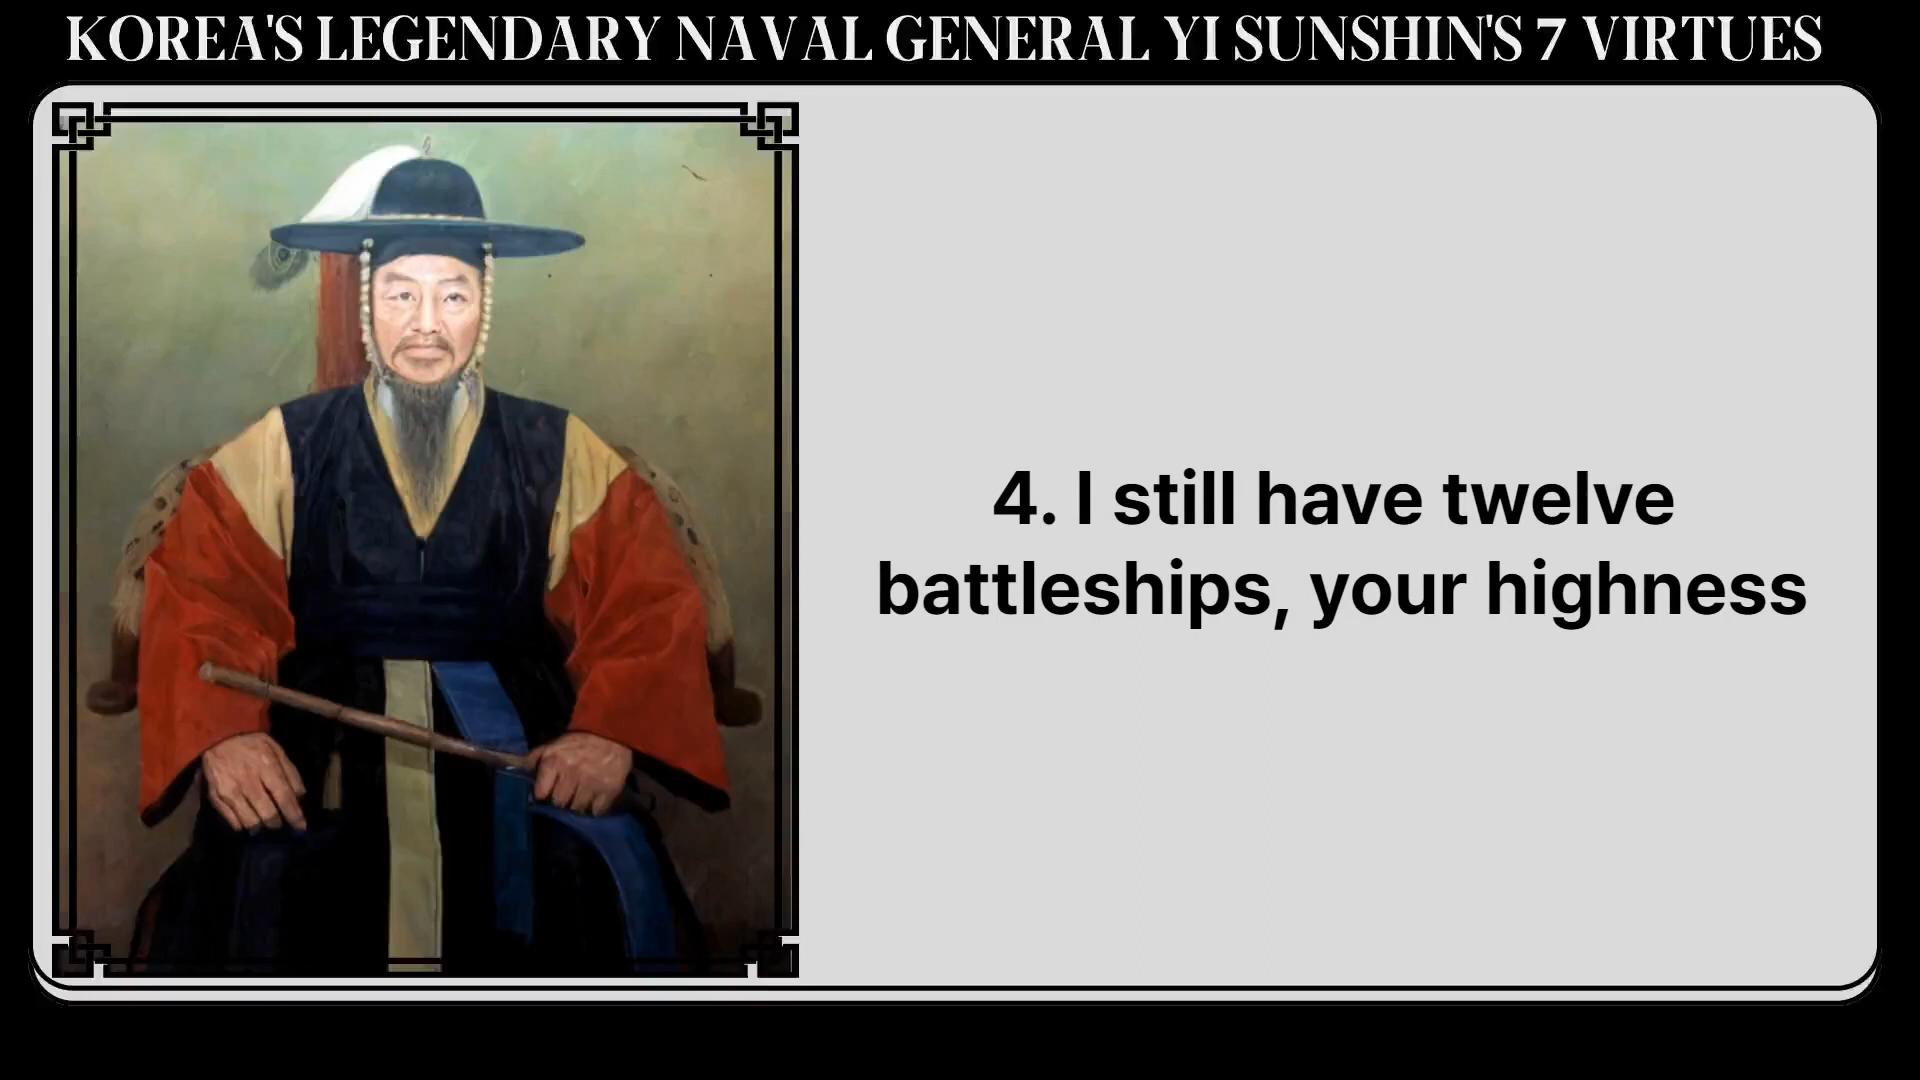 KOREA'S LEGENDARY NAVAL GENERAL YI SUNSHIN'S 7 VIRTUES
4. I still have twelve
battleships, your highness